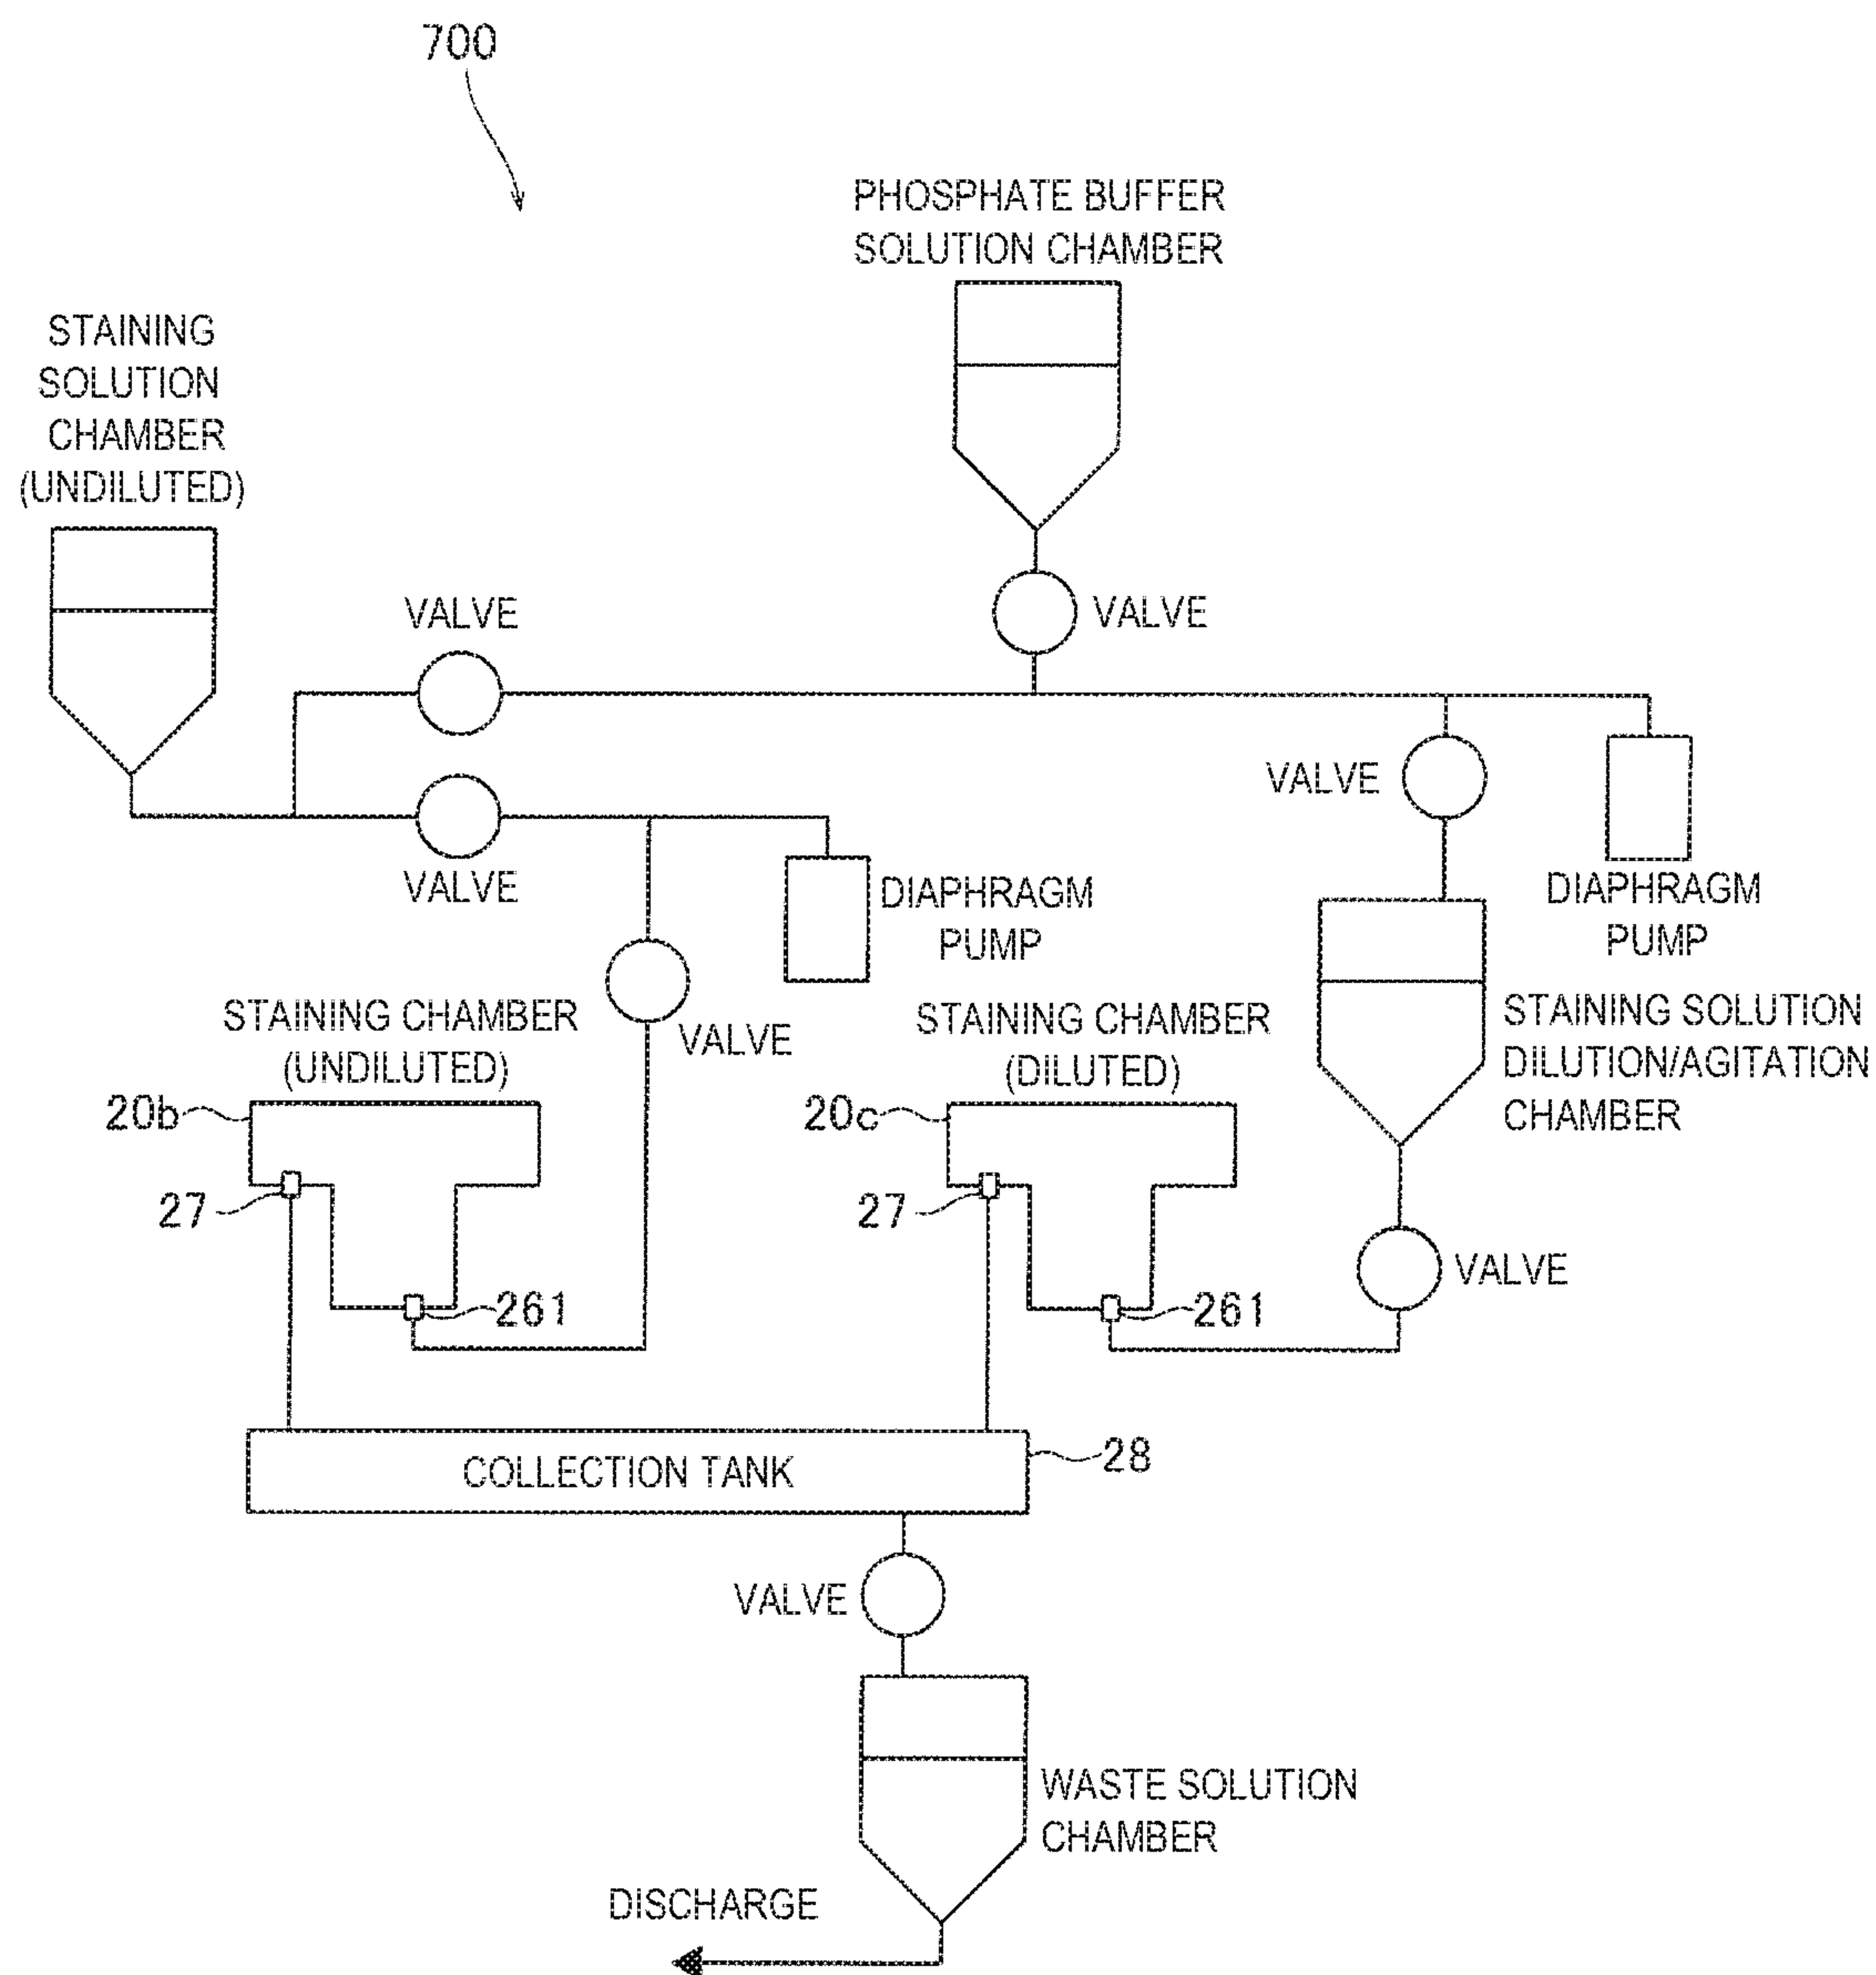 700
PHOSPHATE BUFFER
SOLUTION CHAMBER
STAINING
SOLUTION
CHAMBER
(UNDILUTED)
VALVE
VALVE
VALVE
VALVE
DIAPHRAGM
PUMP
DIAPHRAGM
PUMP
VALVE
STAINING CHAMBER
(UNDILUTED)
STAINING CHAMBER
(DILUTED)
STAINING SOLUTION
DILUTION/AGITATION
CHAMBER
20b
20c
27
27
261
261
VALVE
COLLECTION TANK
28
VALVE
WASTE SOLUTION
CHAMBER
DISCHARGE